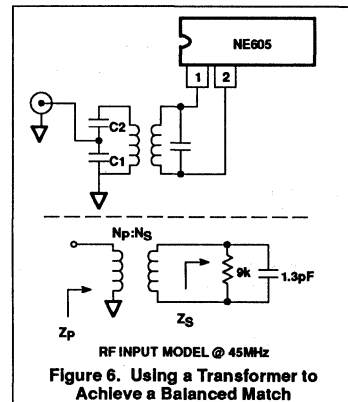 NE605
1 2
C2
C1
Np:Ns
9k
1.3pF
Zp
Zs
RF INPUT MODEL @ 45MHz
Figure 6. Using a Transformer to
Achieve a Balanced Match